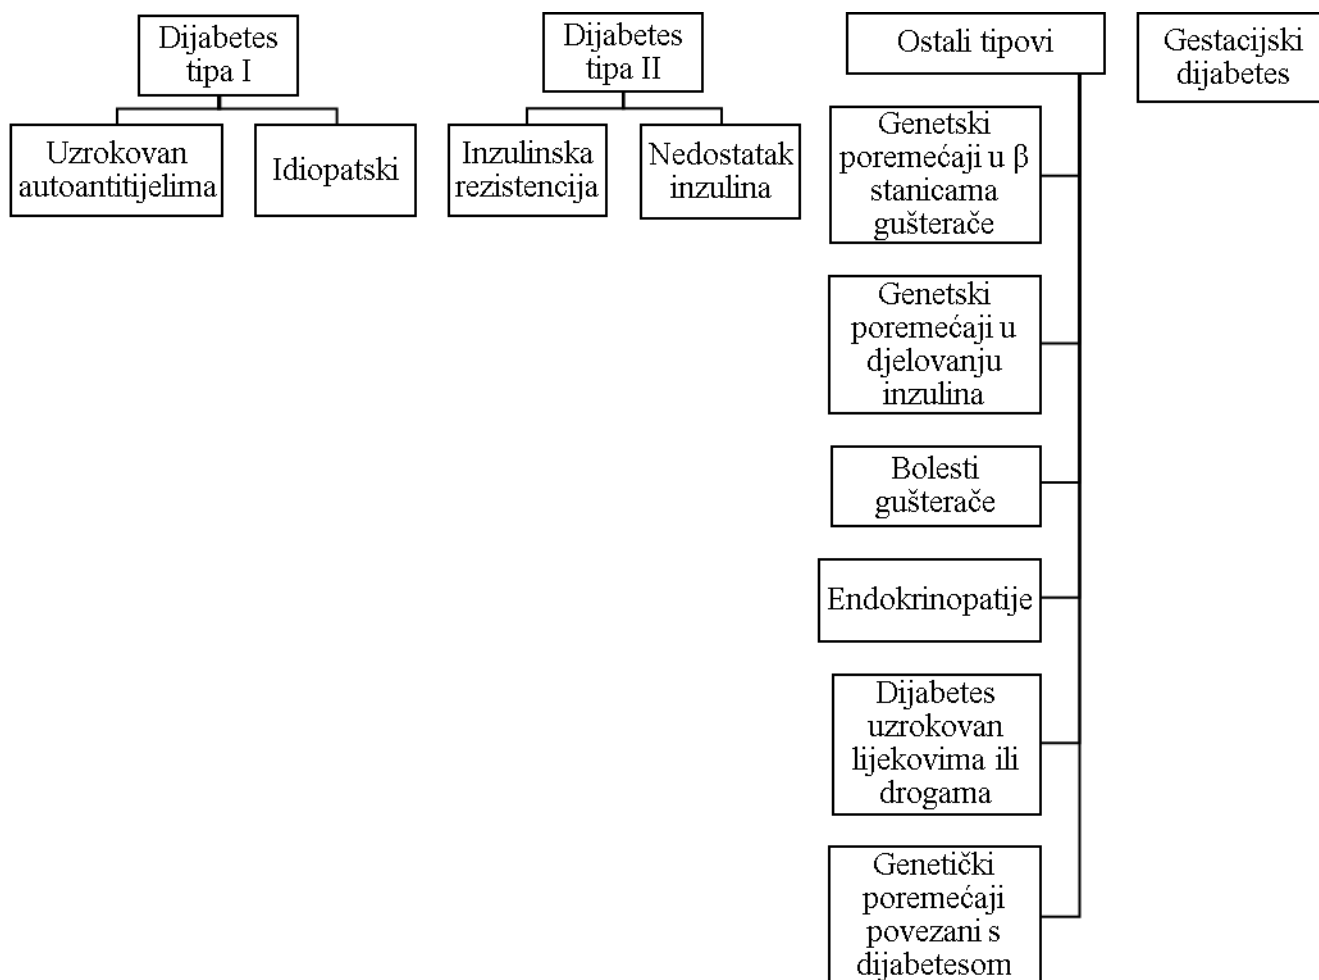 Dijabetes
tipa I
Uzrokovan
autoantitijelima
Idiopatski
Dijabetes
tipa II
Inzulinska
rezistencija
Nedostatak
inzulina
Ostali tipovi
Genetski
poremećaji u β
stanicama
gušterače
Genetski
poremećaji u
djelovanju
inzulina
Bolesti
gušterače
Endokrinopatije
Dijabetes
uzrokovan
lijekovima ili
drogama
Genetički
poremećaji
povezani s
dijabetesom
Gestacijski
dijabetes